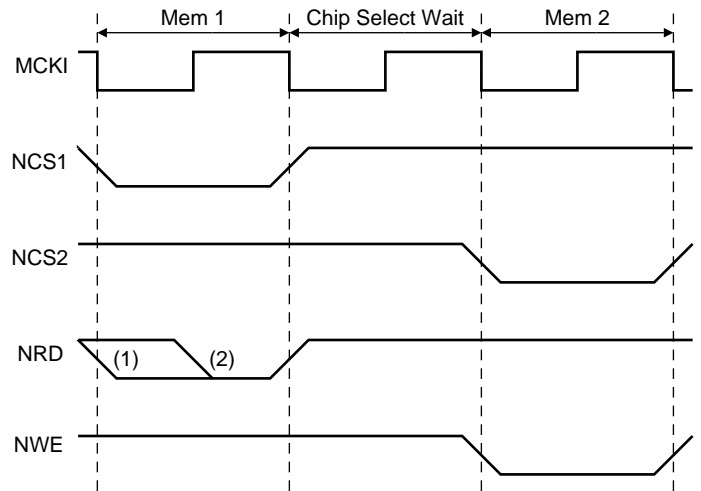 Mem 1 Chip Select Wait Mem 2
MCKI
NCS1
NCS2
NRD (1) (2)
NWE